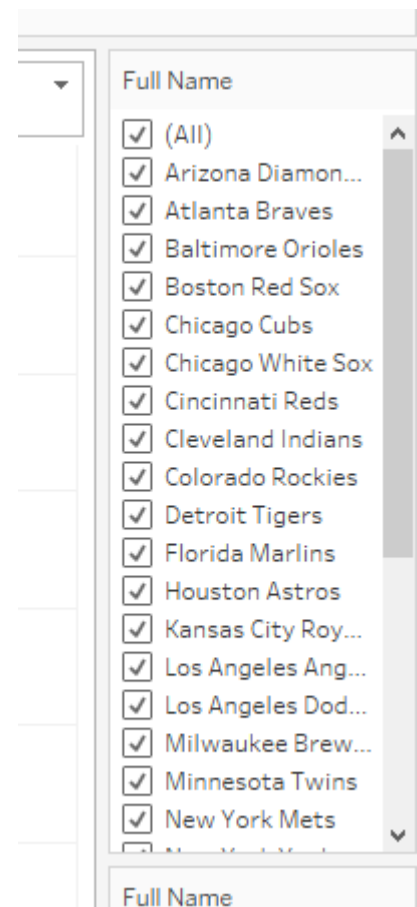 Full Name
(All)
Arizona Diamon...
Atlanta Braves
Baltimore Orioles
Boston Red Sox
Chicago Cubs
Chicago White Sox
Cincinnati Reds
Cleveland Indians
Colorado Rockies
Detroit Tigers
Florida Marlins
Houston Astros
Kansas City Roy...
Los Angeles Ang...
Los Angeles Dod...
Milwaukee Brew...
Minnesota Twins
New York Mets
Full Name